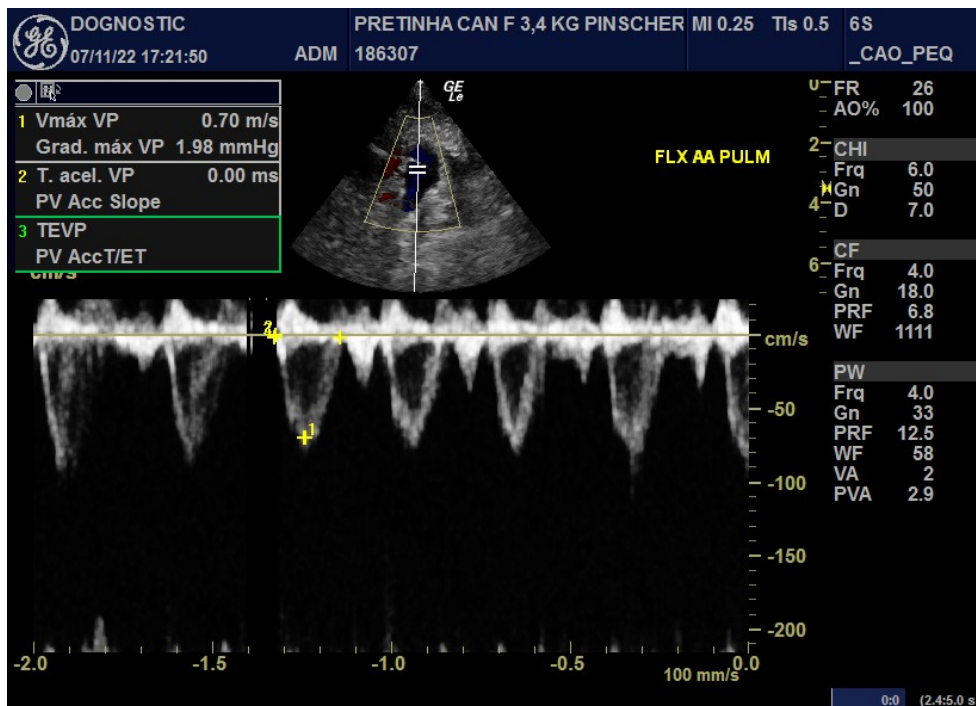 DOGNOSTIC
07/11/22 17:21:50
ADM
PRETINHA CAN F 3,4 KG PINSCHER
186307
MI 0.25 TIs 0.5
6S
_CAO_PEQ
1 Vmáx VP 0.70 m/s
Grad. máx VP 1.98 mmHg
2 T. acel. VP 0.00 ms
PV Acc Slope
3 TEVP
PV AccT/ET
cm/s
GE
Le
FLX AA PULM
0
2
4
6
FR 26
AO% 100
CHI
Frq 6.0
Gn 50
D 7.0
CF
Frq 4.0
Gn 18.0
PRF 6.8
WF 1111
PW
Frq 4.0
Gn 33
PRF 12.5
WF 58
VA 2
PVA 2.9
1
cm/s
-50
-100
-150
-200
-2.0 -1.5 -1.0 -0.5 0.0
100 mm/s
0:0 (2.4:5.0 s